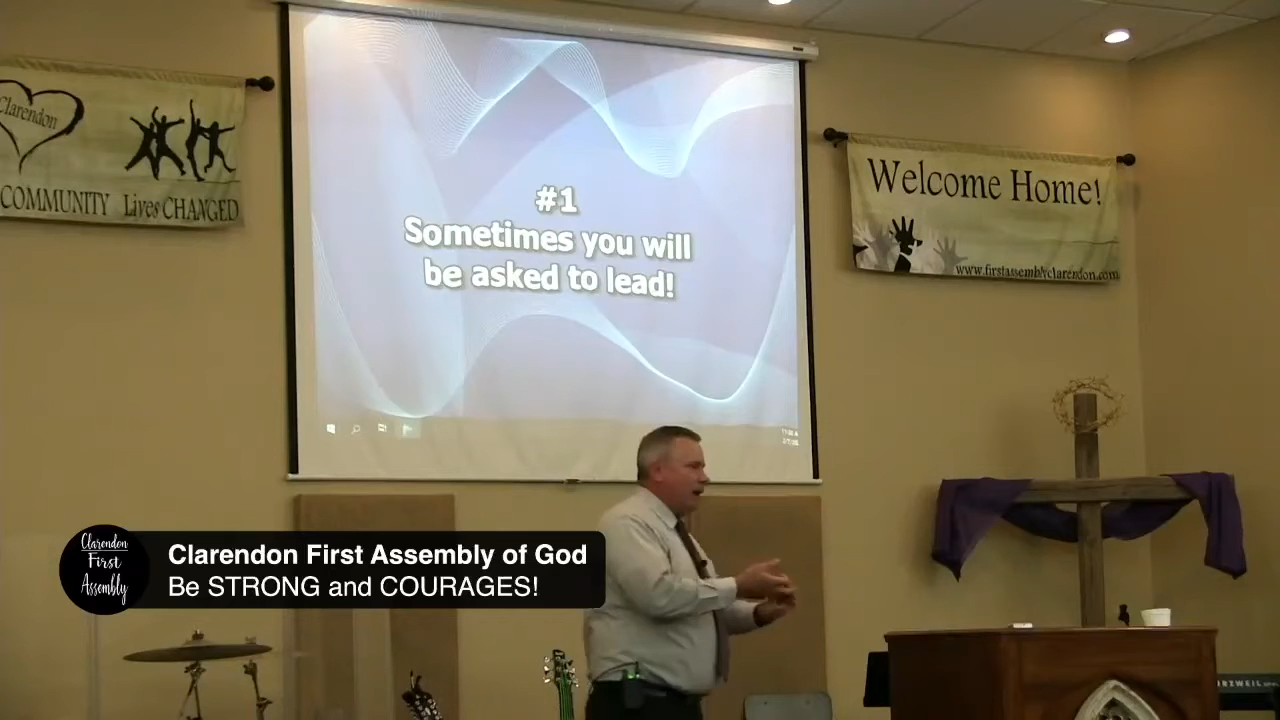 Clarendon
COMMUNITY Lives CHANGED
#1
Sometimes you will
be asked to lead!
Welcome Home!
www.firstassemblyclarendon.com
Clarendon
First
Assembly
Clarendon First Assembly of God
Be STRONG and COURAGES!